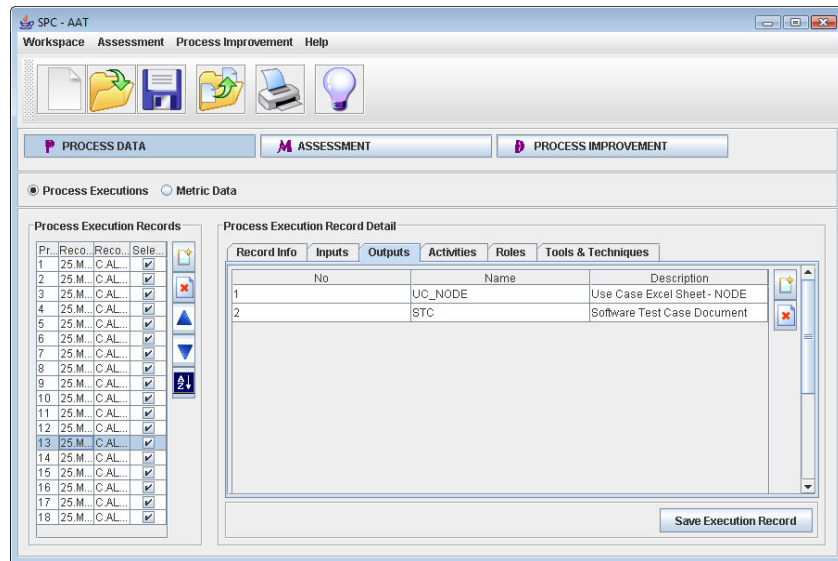 SPC - AAT
Workspace Assessment Process Improvement Help
P PROCESS DATA M ASSESSMENT D PROCESS IMPROVEMENT
Process Executions Metric Data
Process Execution Records
Pr... Reco... Reco... Sele...
1 25.M... C.AL...
2 25.M... C.AL...
3 25.M... C.AL...
4 25.M... C.AL...
5 25.M... C.AL...
6 25.M... C.AL...
7 25.M... C.AL...
8 25.M... C.AL...
9 25.M... C.AL...
10 25.M... C.AL...
11 25.M... C.AL...
12 25.M... C.AL...
13 25.M... C.AL...
14 25.M... C.AL...
15 25.M... C.AL...
16 25.M... C.AL...
17 25.M... C.AL...
18 25.M... C.AL...
A
Z
Process Execution Record Detail
Record Info Inputs Outputs Activities Roles Tools & Techniques
No Name Description
1 UC_NODE Use Case Excel Sheet - NODE
2 STC Software Test Case Document
Save Execution Record